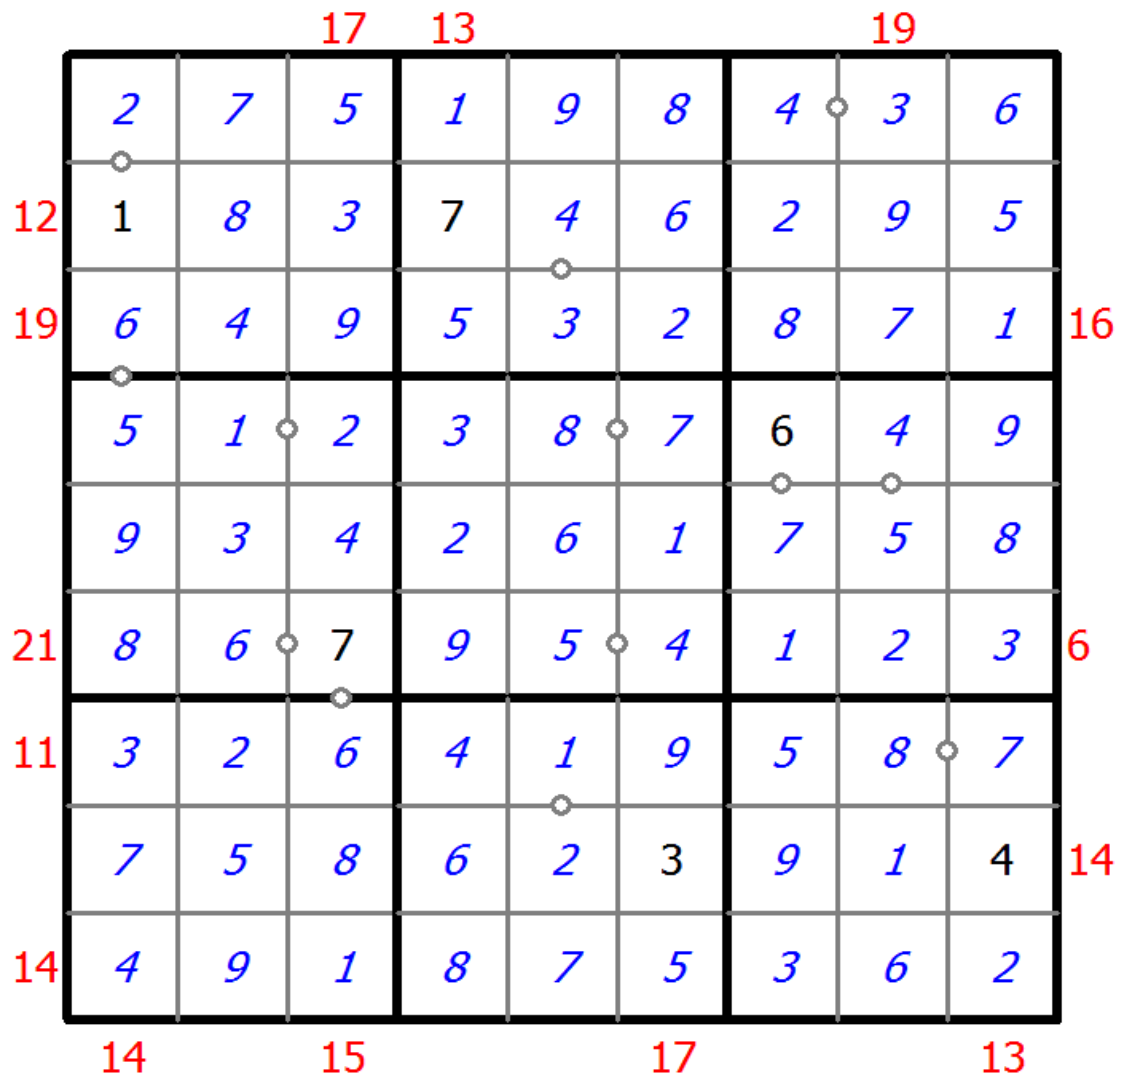 17 13 19
2 7 5 1 9 8 4 3 6
12 1 8 3 7 4 6 2 9 5
19 6 4 9 5 3 2 8 7 1 16
5 1 2 3 8 7 6 4 9
9 3 4 2 6 1 7 5 8
21 8 6 7 9 5 4 1 2 3 6
11 3 2 6 4 1 9 5 8 7
7 5 8 6 2 3 9 1 4 14
14 4 9 1 8 7 5 3 6 2
14 15 17 13